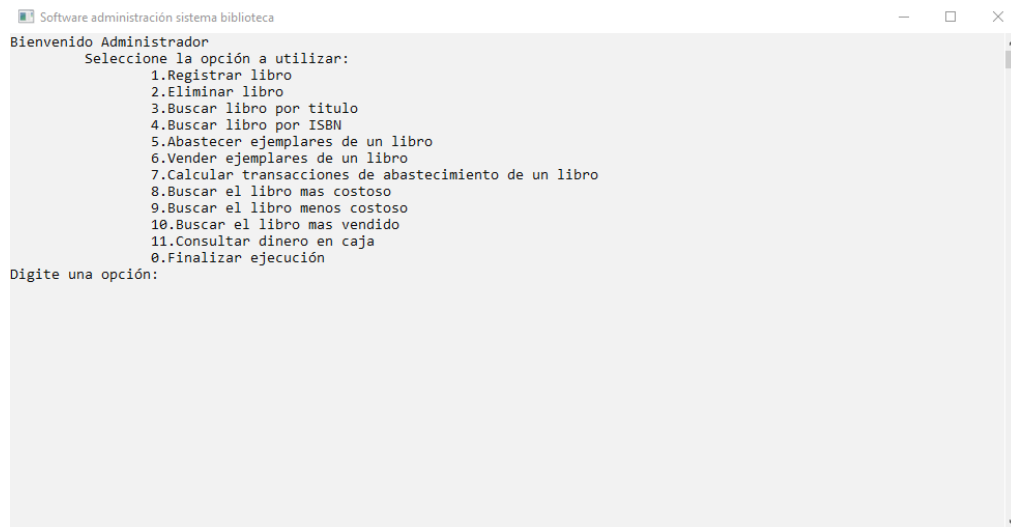 Software administración sistema biblioteca
Bienvenido Administrador
Seleccione la opción a utilizar:
1.Registrar libro
2.Eliminar libro
3.Buscar libro por titulo
4.Buscar libro por ISBN
5.Abastecer ejemplares de un libro
6.Vender ejemplares de un libro
7.Calcular transacciones de abastecimiento de un libro
8.Buscar el libro mas costoso
9.Buscar el libro menos costoso
10.Buscar el libro mas vendido
11.Consultar dinero en caja
0.Finalizar ejecución
Digite una opción: